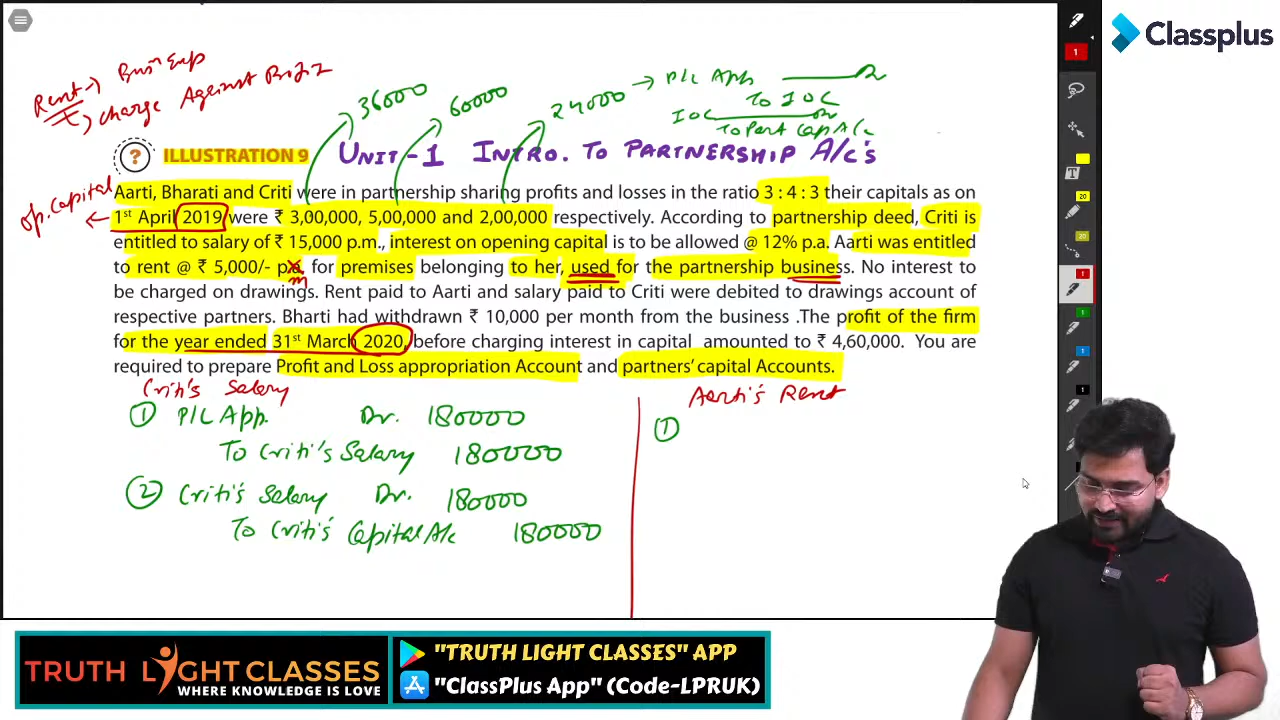 Classplus
Rent → Busi Exp
↳ Charge Against Profit
36000
60000
24000 → P/L App.
To IOC
IOC
To Part Cap A/c
? ILLUSTRATION 9 UNIT-1 INTRO. TO PARTNERSHIP A/C's
Op. Capital
Aarti, Bharati and Criti were in partnership sharing profits and losses in the ratio 3 : 4 : 3 their capitals as on
1st April 2019 were ₹ 3,00,000, 5,00,000 and 2,00,000 respectively. According to partnership deed, Criti is
entitled to salary of ₹ 15,000 p.m., interest on opening capital is to be allowed @ 12% p.a. Aarti was entitled
to rent @ ₹ 5,000/- p.a. for premises belonging to her, used for the partnership business. No interest to
m
be charged on drawings. Rent paid to Aarti and salary paid to Criti were debited to drawings account of
respective partners. Bharti had withdrawn ₹ 10,000 per month from the business .The profit of the firm
for the year ended 31st March 2020, before charging interest in capital amounted to ₹ 4,60,000. You are
required to prepare Profit and Loss appropriation Account and partners' capital Accounts.
Criti's Salary
① P/L App. Dr. 180000
To Criti's Salary 180000
② Criti's Salary Dr. 180000
To Criti's Capital A/c 180000
Aarti's Rent
①
TRUTH LIGHT CLASSES
WHERE KNOWLEDGE IS LOVE
"TRUTH LIGHT CLASSES" APP
"ClassPlus App" (Code-LPRUK)
1
T
20
20
1
1
1
1